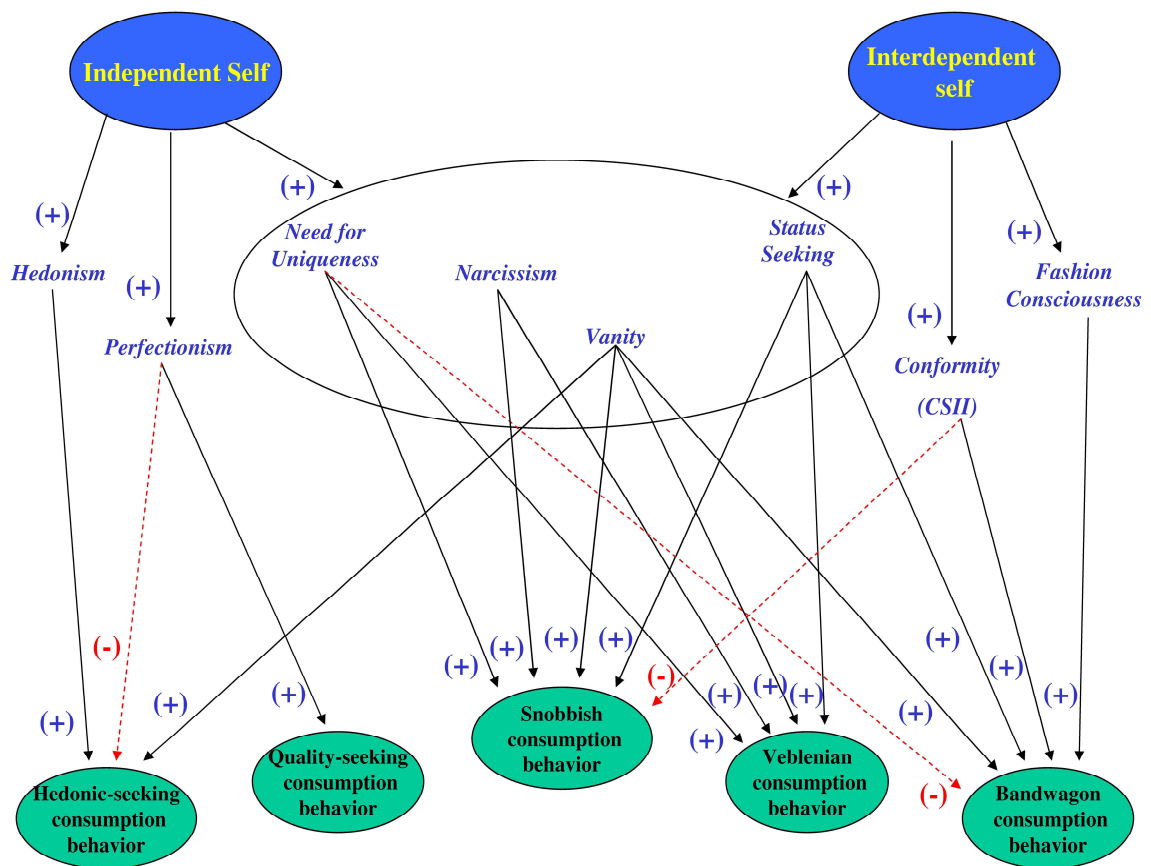 Independent Self
Interdependent
self
(+)
(+)
(+)
(+)
(+)
(+)
Need for
Uniqueness
Status
Seeking
Hedonism
Narcissism
Fashion
Consciousness
(+)
(+)
Perfectionism
Vanity
Conformity
(CSII)
(-)
(+)
(+)
(+)
(+)
(+)
(+)
(+)
(-)
(+)
(+)
(+)
(+)
(+)
(+)
(+)
(+)
(-)
Snobbish
consumption
behavior
Quality-seeking
consumption
behavior
Veblenian
consumption
behavior
Hedonic-seeking
consumption
behavior
Bandwagon
consumption
behavior